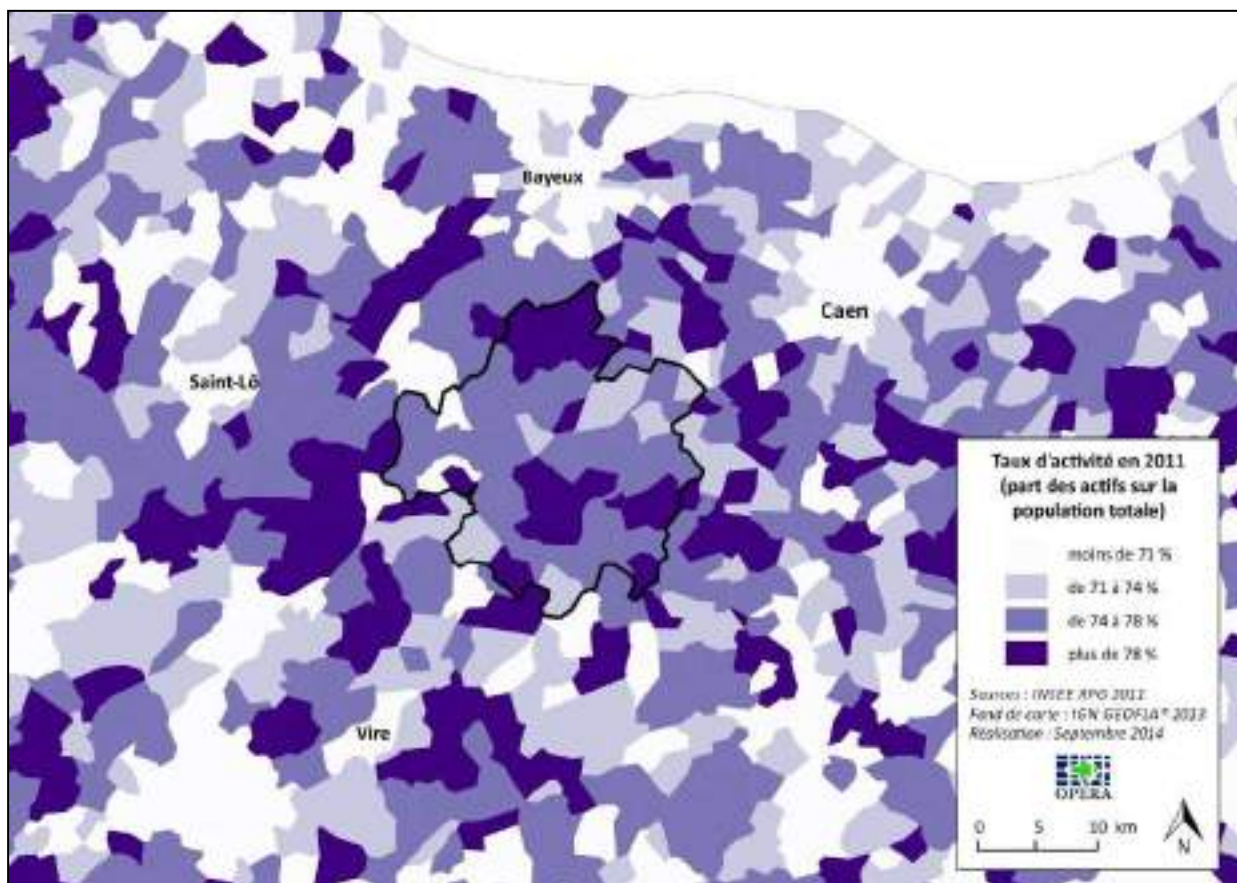 Bayeux
Caen
Saint-Lô
Vire
Taux d'activité en 2011
(part des actifs sur la
population totale)
moins de 71 %
de 71 à 74 %
de 74 à 78 %
plus de 78 %
Sources : INSEE RPG 2011
Fond de carte : IGN GEOFLA® 2013
Réalisation : Septembre 2014
OPERA
0 5 10 km
N